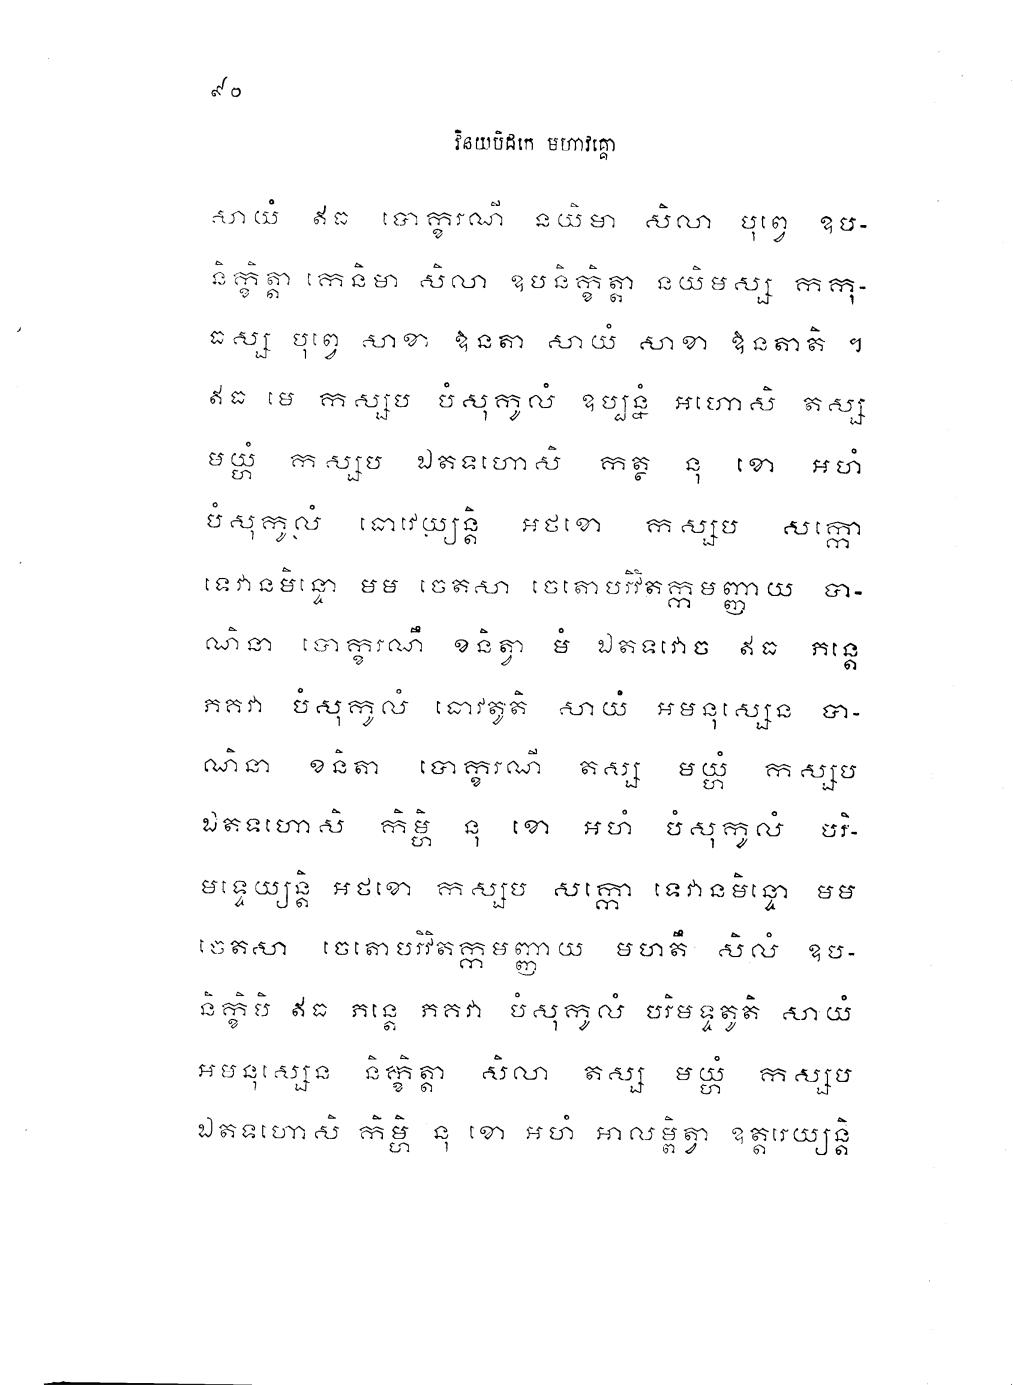 ៩០
វិនយបិដកេ មហាវគ្គោ
សាយំ ឥធ បោក្ខរណី នយិមា សិលា បុព្វេ ឧប-
និក្ខិត្តា កេនិមា សិលា ឧបនិក្ខិត្តា នយិមស្ស កកុ-
ធស្ស បុព្វេ សាខា ឱនតា សាយំ សាខា ឱនតាតិ ។
ឥធ មេ កស្សប បំសុកូលំ ឧប្បន្នំ អហោសិ តស្ស
មយ្ហំ កស្សប ឯតទហោសិ កត្ថ នុ ខោ អហំ
បំសុកូលំ ធោវេយ្យន្តិ អថខោ កស្សប សក្កោ
ទេវានមិន្ទោ មម ចេតសា ចេតោបរិវិតក្កមញ្ញាយ បា-
ណិនា បោក្ខរណឹ ខនិត្វា មំ ឯតទវោច ឥធ ភន្តេ
ភគវា បំសុកូលំ ធោវតូតិ សាយំ អមនុស្សេន បា-
ណិនា ខនិតា បោក្ខរណី តស្ស មយ្ហំ កស្សប
ឯតទហោសិ កិម្ហិ នុ ខោ អហំ បំសុកូលំ បរិ-
មទ្ទេយ្យន្តិ អថខោ កស្សប សក្កោ ទេវានមិន្ទោ មម
ចេតសា ចេតោបរិវិតក្កមញ្ញាយ មហតឹ សិលំ ឧប-
និក្ខិបិ ឥធ ភន្តេ ភគវា បំសុកូលំ បរិមទ្ទតូតិ សាយំ
អមនុស្សេន និក្ខិត្តា សិលា តស្ស មយ្ហំ កស្សប
ឯតទហោសិ កិម្ហិ នុ ខោ អហំ អាលម្ពិត្វា ឧត្តរេយ្យន្តិ